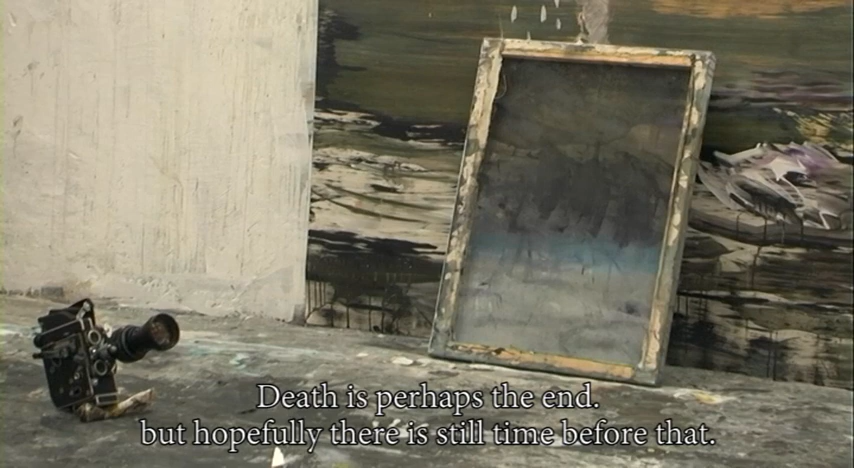 Death is perhaps the end.
but hopefully there is still time before that.